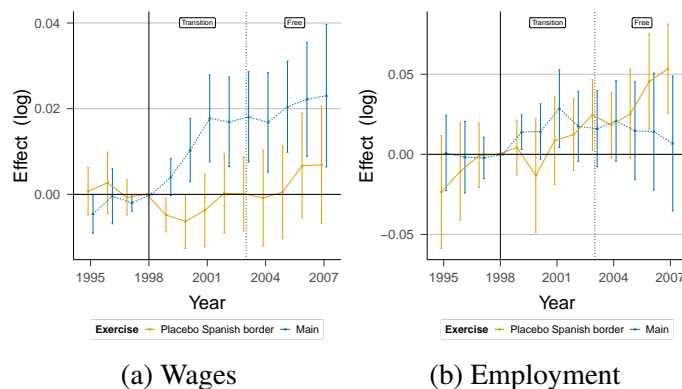 Transition Free
0.04
0.02
0.00
Effect (log)
1995 1998 2001 2004 2007
Year
Exercise Placebo Spanish border Main
(a) Wages
Transition Free
0.05
0.00
−0.05
Effect (log)
1995 1998 2001 2004 2007
Year
Exercise Placebo Spanish border Main
(b) Employment